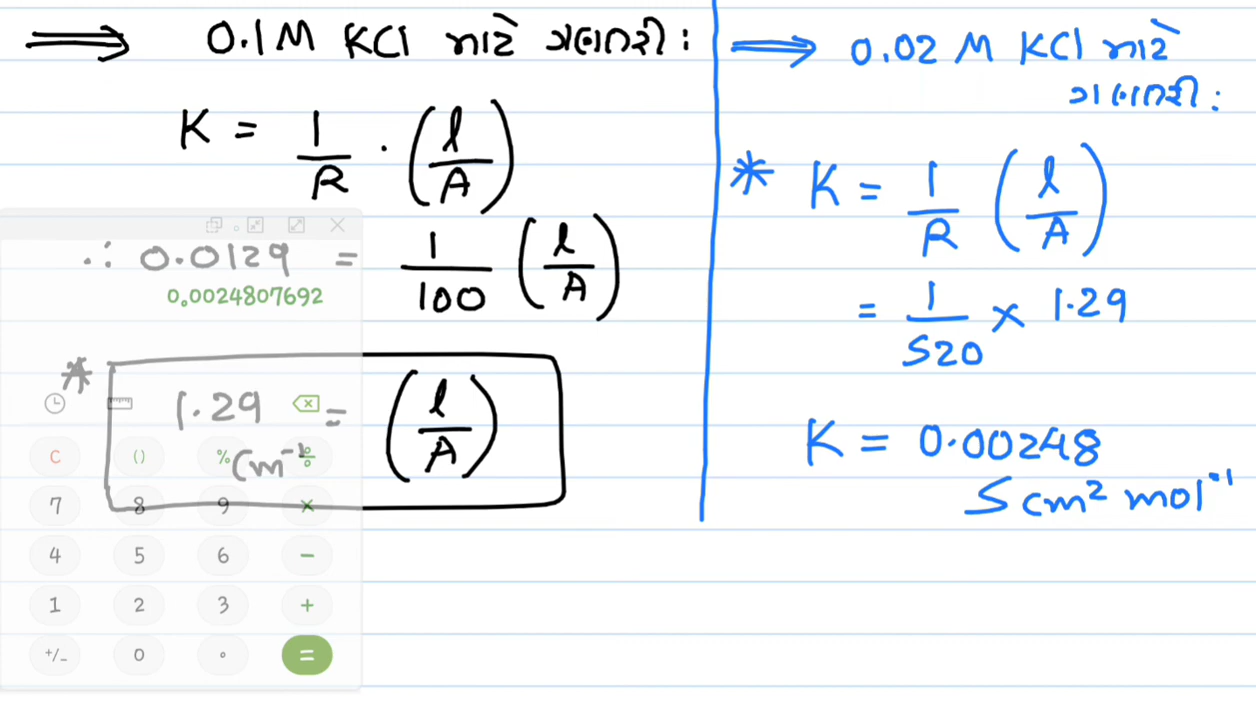 ⟹ 0.1M KCl માટે ગણતરી :
K = 1/R · (l/A)
∴ 0.0129 = 1/100 (l/A)
* 1.29 = (l/A)
cm⁻¹
⟹ 0.02 M KCl માટે
ગણતરી :
* K = 1/R (l/A)
= 1/520 × 1.29
K = 0.00248
S cm² mol⁻¹
0.0024807692
C () % ÷
7 8 9 ×
4 5 6 −
1 2 3 +
+/− 0 . =